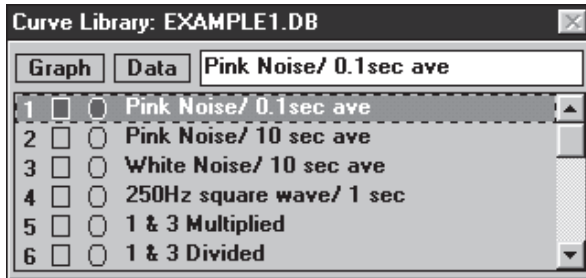 Curve Library: EXAMPLE1.DB
Graph Data Pink Noise/ 0.1sec ave
1 Pink Noise/ 0.1sec ave
2 Pink Noise/ 10 sec ave
3 White Noise/ 10 sec ave
4 250Hz square wave/ 1 sec
5 1 & 3 Multiplied
6 1 & 3 Divided